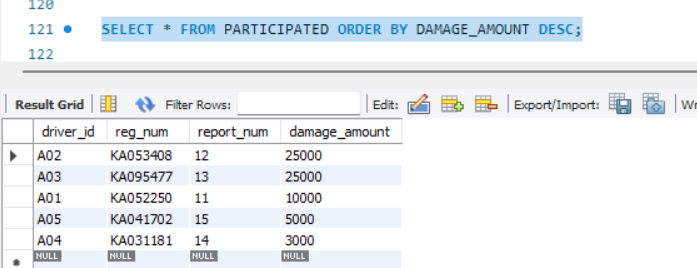 120
121 SELECT * FROM PARTICIPATED ORDER BY DAMAGE_AMOUNT DESC;
122
Result Grid Filter Rows: Edit: Export/Import: Wr
driver_id reg_num report_num damage_amount
A02 KA053408 12 25000
A03 KA095477 13 25000
A01 KA052250 11 10000
A05 KA041702 15 5000
A04 KA031181 14 3000
NULL NULL NULL NULL